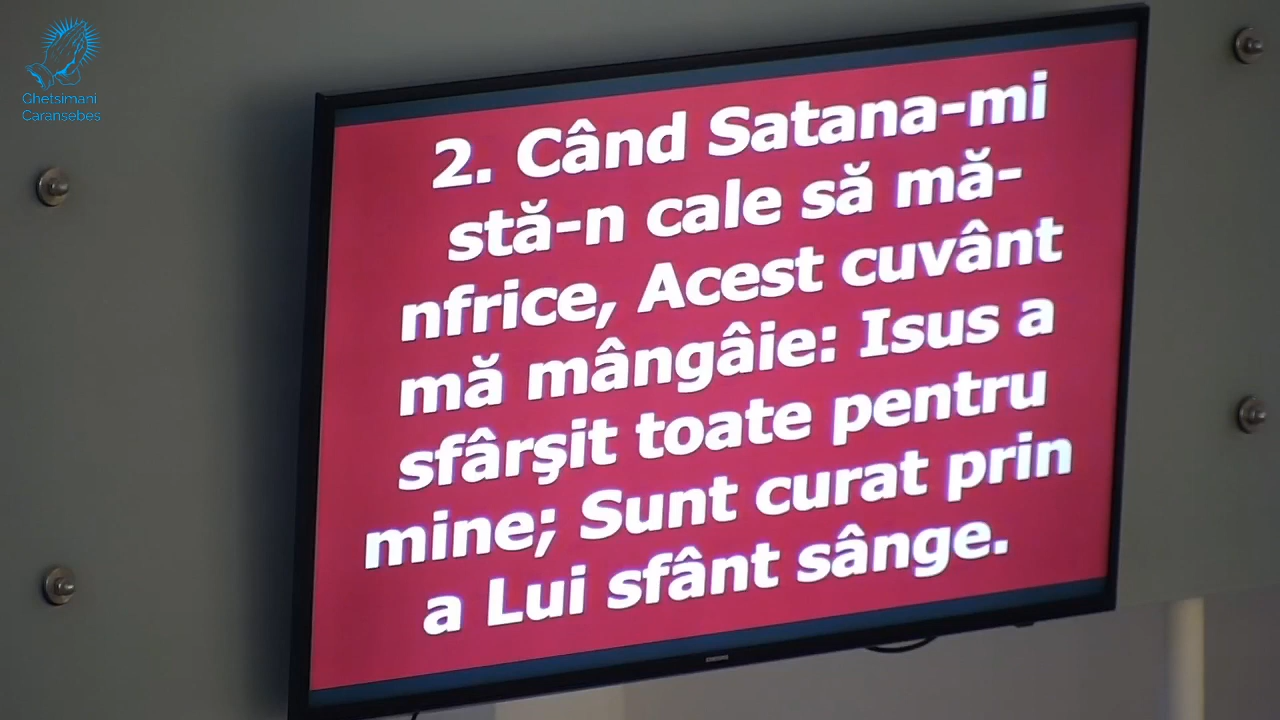 Ghetsimani
Caransebes
2. Când Satana-mi
stă-n cale să mă-
nfrice, Acest cuvânt
mă mângâie: Isus a
sfârşit toate pentru
mine; Sunt curat prin
a Lui sfânt sânge.